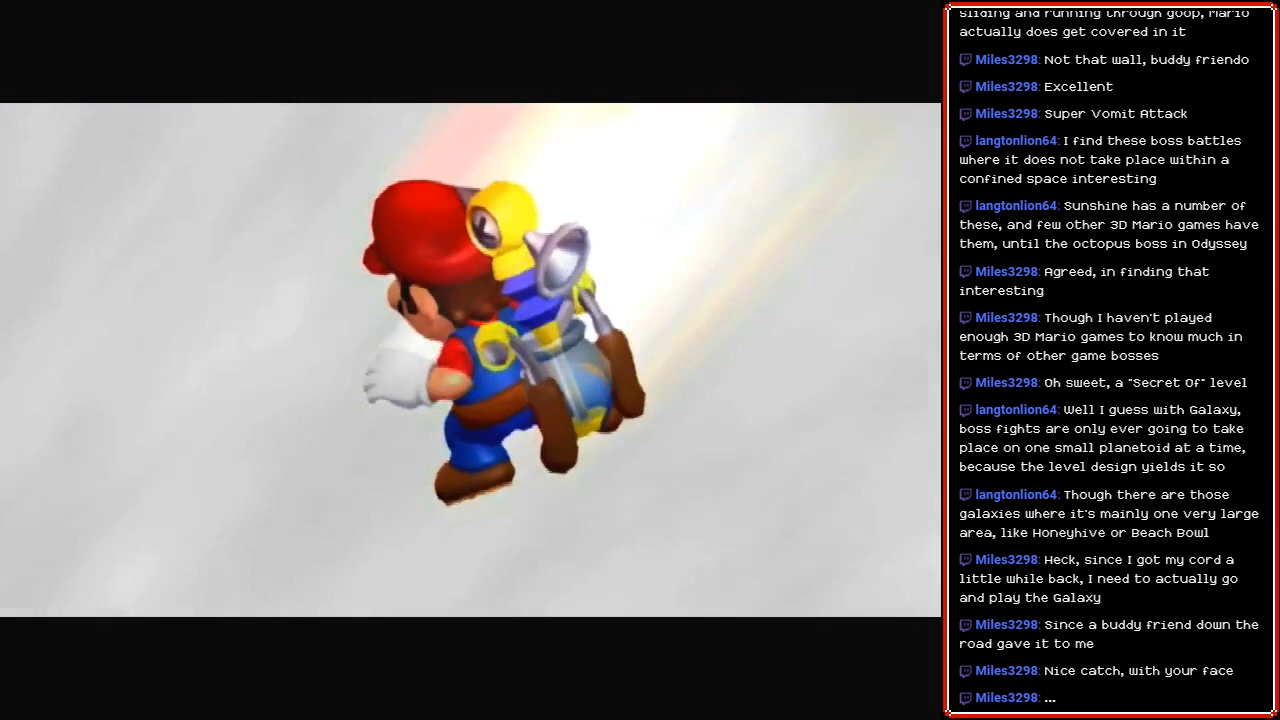 sliding and running through goop, Mario
actually does get covered in it
Miles3298: Not that wall, buddy friendo
Miles3298: Excellent
Miles3298: Super Vomit Attack
langtonlion64: I find these boss battles
where it does not take place within a
confined space interesting
langtonlion64: Sunshine has a number of
these, and few other 3D Mario games have
them, until the octopus boss in Odyssey
Miles3298: Agreed, in finding that
interesting
Miles3298: Though I haven't played
enough 3D Mario games to know much in
terms of other game bosses
Miles3298: Oh sweet, a "Secret Of" level
langtonlion64: Well I guess with Galaxy,
boss fights are only ever going to take
place on one small planetoid at a time,
because the level design yields it so
langtonlion64: Though there are those
galaxies where it's mainly one very large
area, like Honeyhive or Beach Bowl
Miles3298: Heck, since I got my cord a
little while back, I need to actually go
and play the Galaxy
Miles3298: Since a buddy friend down the
road gave it to me
Miles3298: Nice catch, with your face
Miles3298: ...